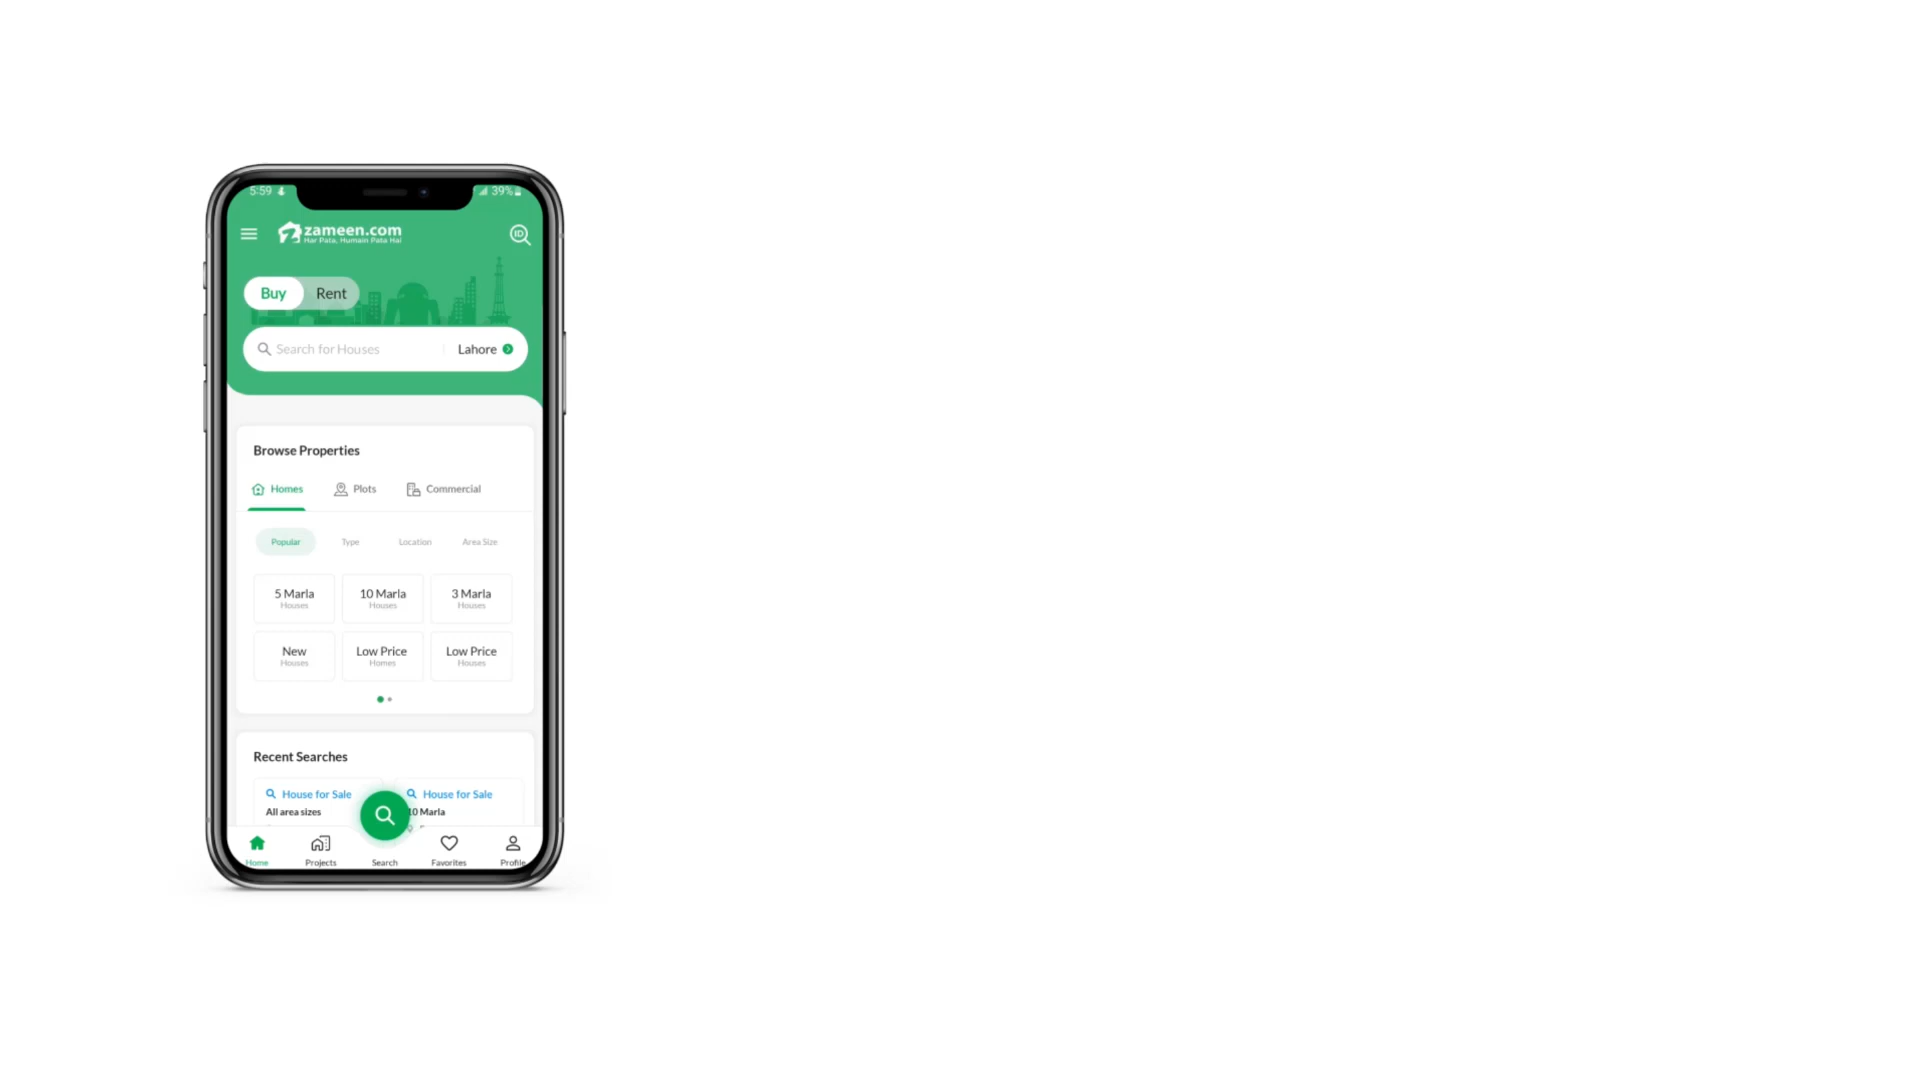 5:59 39%
zameen.com
Har Pata, Humain Pata Hai
ID
Buy Rent
Search for Houses Lahore
Browse Properties
Homes Plots Commercial
Popular Type Location Area Size
5 Marla 10 Marla 3 Marla
Houses Houses Houses
New Low Price Low Price
Houses Homes Houses
Recent Searches
House for Sale House for Sale
All area sizes 10 Marla
Home Projects Search Favorites Profile